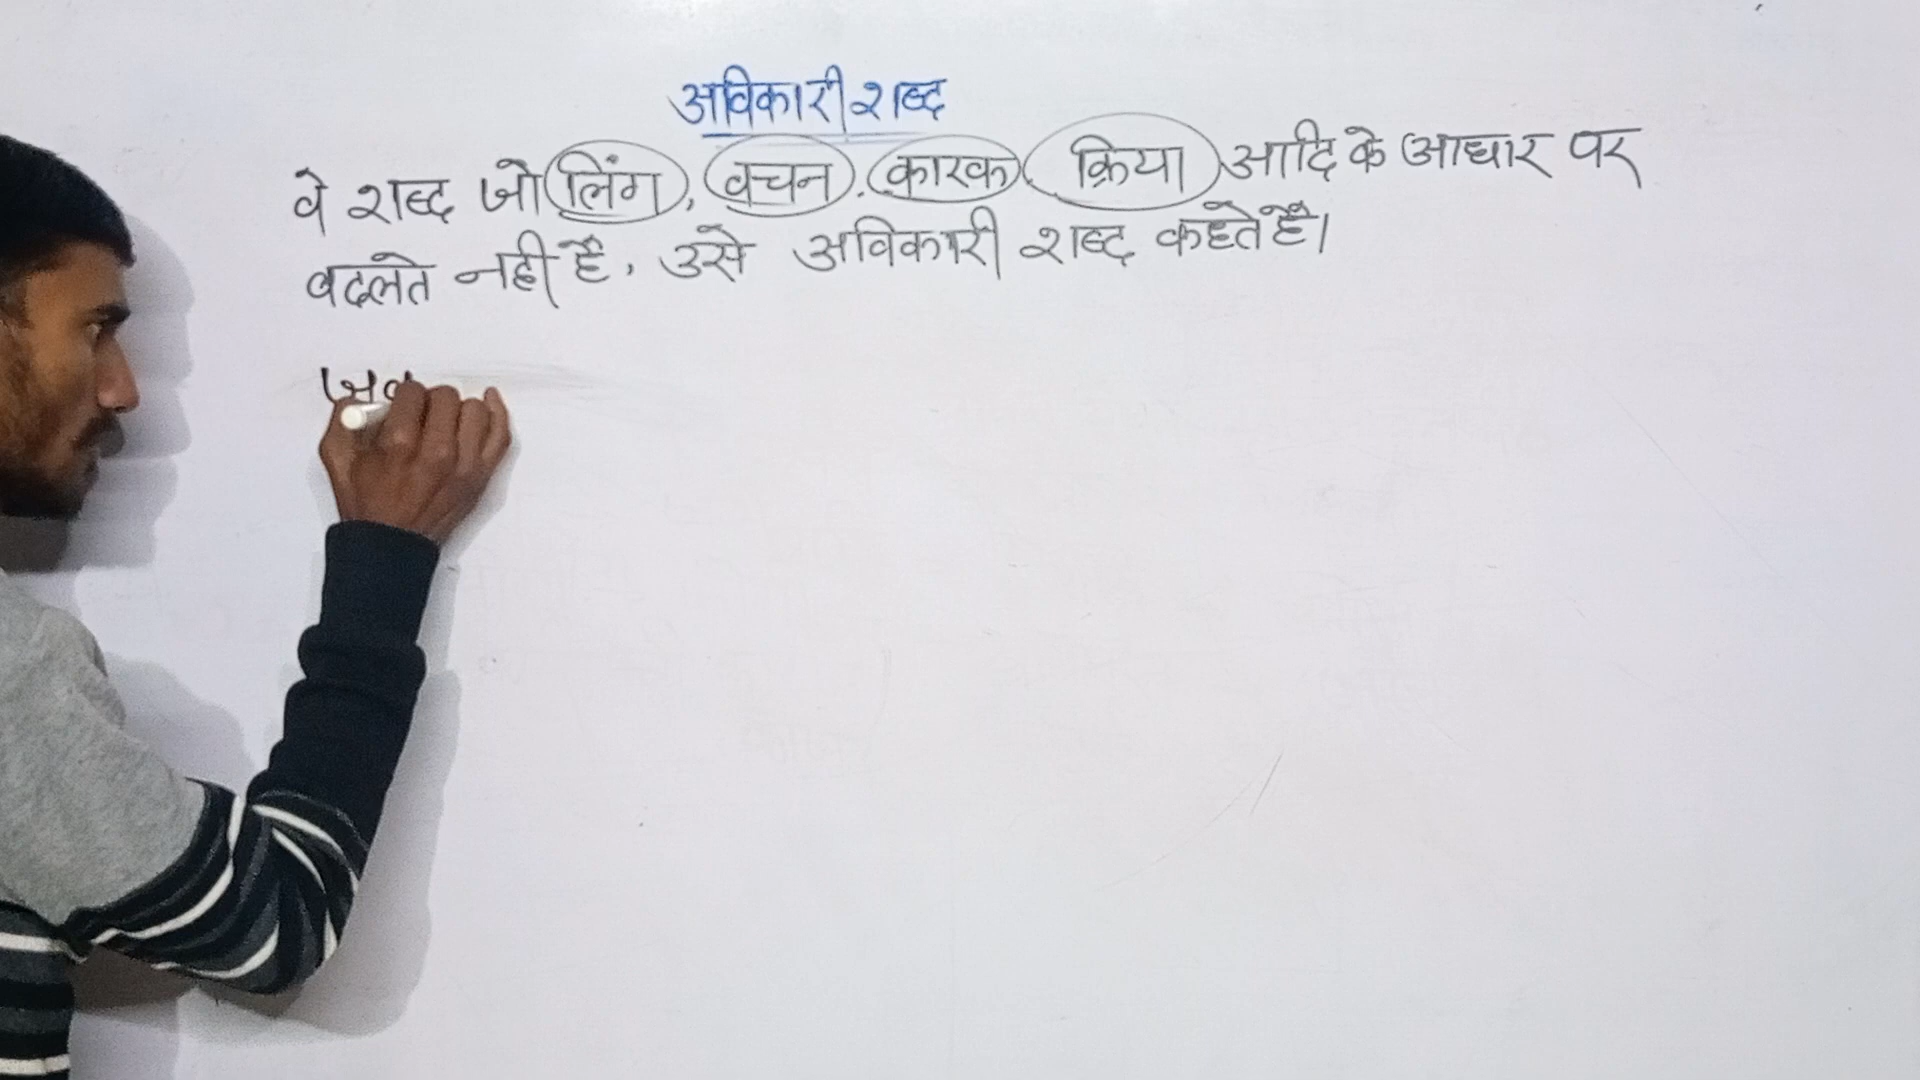 अविकारी शब्द
वे शब्द जो लिंग, वचन, कारक क्रिया आदि के आधार पर
बदलते नही है, उसे अविकारी शब्द कहते है।